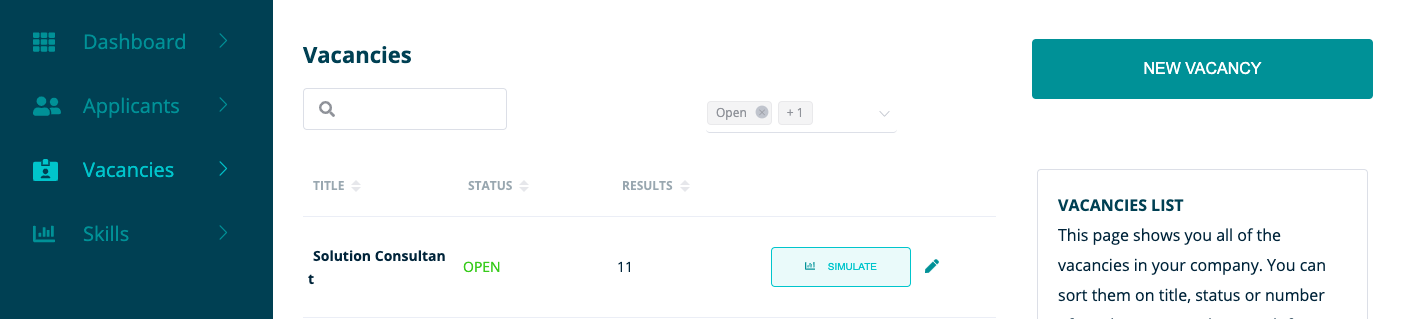 Dashboard
Applicants
Vacancies
Skills
Vacancies
Open
+ 1
NEW VACANCY
TITLE STATUS RESULTS
Solution Consultan
t
OPEN
11
SIMULATE
VACANCIES LIST
This page shows you all of the
vacancies in your company. You can
sort them on title, status or number